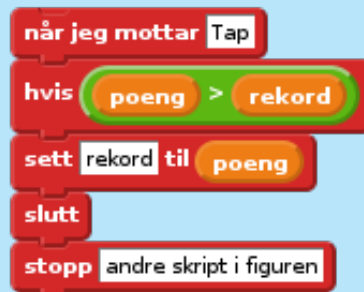 når jeg mottar Tap
hvis poeng > rekord
sett rekord til poeng
slutt
stopp andre skript i figuren